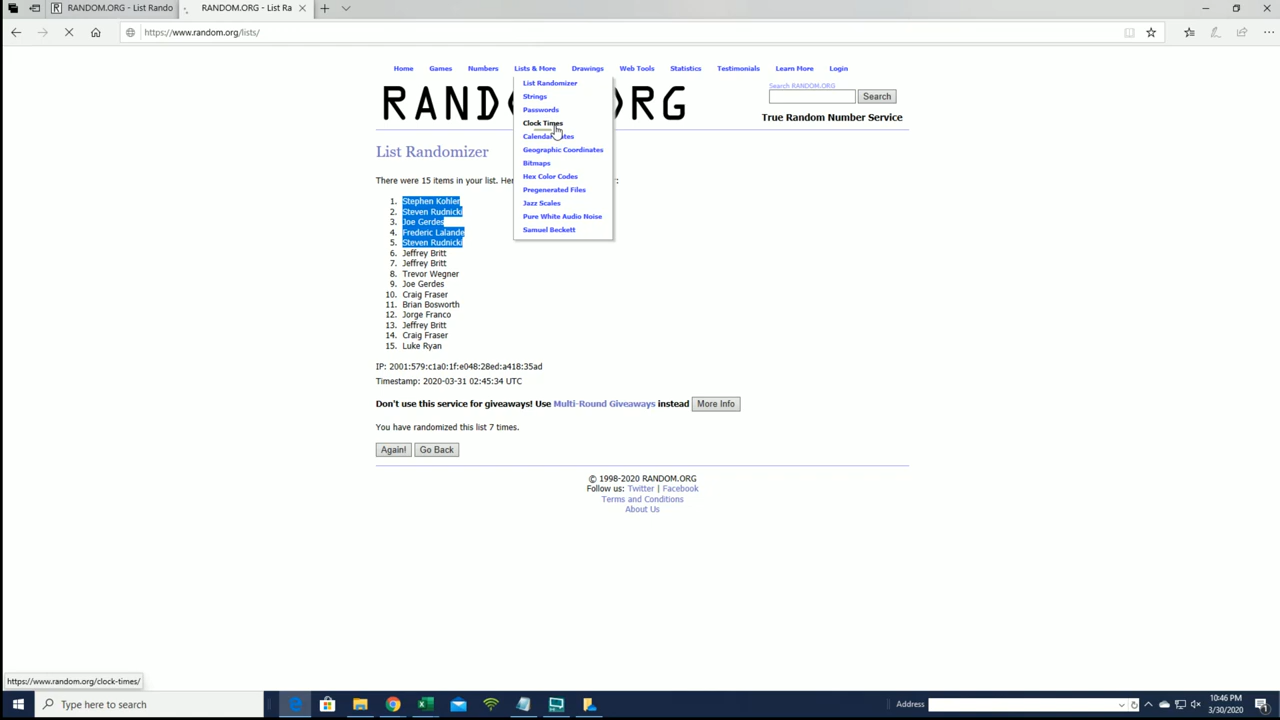 RANDOM.ORG - List Rando
RANDOM.ORG - List Ra
https://www.random.org/lists/
Home Games Numbers Lists & More Drawings Web Tools Statistics Testimonials Learn More Login
List Randomizer
Strings
Passwords
Clock Times
Geographic Coordinates
Bitmaps
Hex Color Codes
Pregenerated Files
Jazz Scales
Pure White Audio Noise
Samuel Beckett
Search RANDOM.ORG
Search
True Random Number Service
List Randomizer
There were 15 items in your list.
1. Stephen Kohler
2. Steven Rudnicki
3. Joe Gerdes
4. Frederic Lalande
5. Steven Rudnicki
6. Jeffrey Britt
7. Jeffrey Britt
8. Trevor Wegner
9. Joe Gerdes
10. Craig Fraser
11. Brian Bosworth
12. Jorge Franco
13. Jeffrey Britt
14. Craig Fraser
15. Luke Ryan
IP: 2001:579:c1a0:1f:e048:28ed:a418:35ad
Timestamp: 2020-03-31 02:45:34 UTC
Don't use this service for giveaways! Use Multi-Round Giveaways instead More Info
You have randomized this list 7 times.
Again! Go Back
© 1998-2020 RANDOM.ORG
Follow us: Twitter | Facebook
Terms and Conditions
About Us
https://www.random.org/clock-times/
Type here to search
Address
10:46 PM
3/30/2020